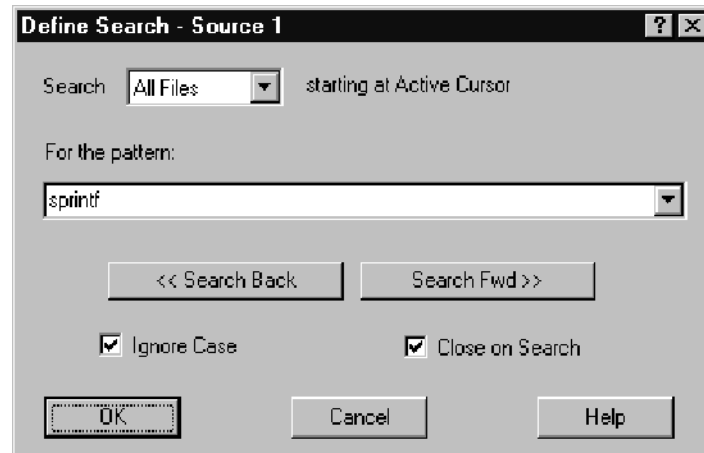 Define Search - Source 1
Search All Files starting at Active Cursor
For the pattern:
sprintf
<< Search Back Search Fwd >>
Ignore Case Close on Search
OK Cancel Help